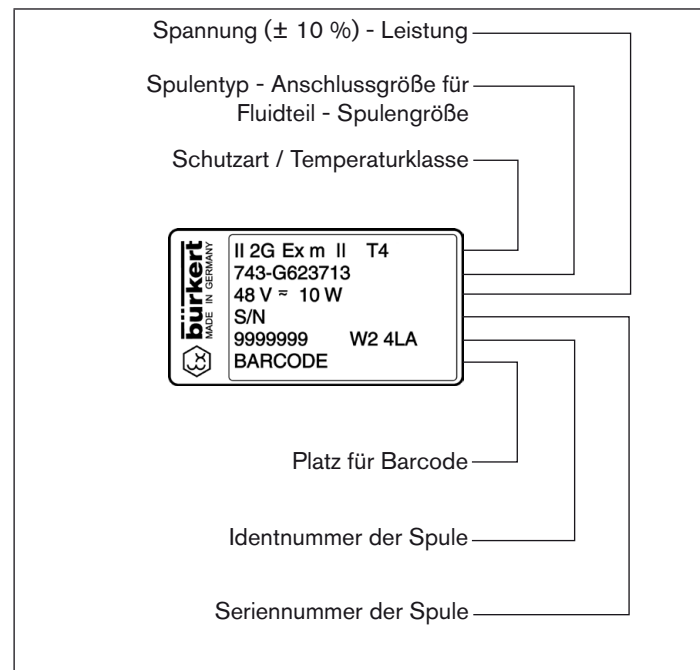 Spannung (± 10 %) - Leistung
Spulentyp - Anschlussgröße für
Fluidteil - Spulengröße
Schutzart / Temperaturklasse
bürkert
MADE IN GERMANY
Ex
II 2G Ex m II T4
743-G623713
48 V ≂ 10 W
S/N
9999999 W2 4LA
BARCODE
Platz für Barcode
Identnummer der Spule
Seriennummer der Spule